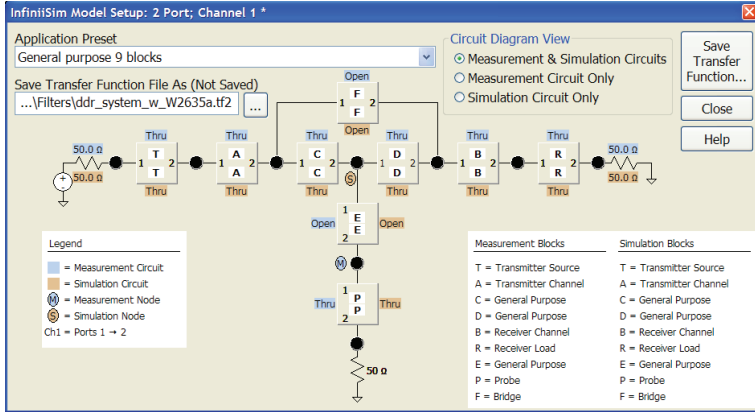 InfiniiSim Model Setup: 2 Port; Channel 1 *
Application Preset
General purpose 9 blocks
Save Transfer Function File As (Not Saved)
...\Filters\ddr_system_w_W2635a.tf2
...
Circuit Diagram View
Measurement & Simulation Circuits
Measurement Circuit Only
Simulation Circuit Only
Save
Transfer
Function...
Close
Help
Open
1 F 2
F
Open
Thru Thru Thru Thru Thru Thru
50.0 Ω 1 T 2 1 A 2 1 C 2 1 D 2 1 B 2 1 R 2 50.0 Ω
50.0 Ω T A C D B R 50.0 Ω
Thru Thru Thru Thru Thru Thru
+
-
S
1
Open E Open
E
2
M
1
Thru P Thru
P
2
50 Ω
Legend
= Measurement Circuit
= Simulation Circuit
M = Measurement Node
S = Simulation Node
Ch1 = Ports 1 → 2
Measurement Blocks
T = Transmitter Source
A = Transmitter Channel
C = General Purpose
D = General Purpose
B = Receiver Channel
R = Receiver Load
E = General Purpose
P = Probe
F = Bridge
Simulation Blocks
T = Transmitter Source
A = Transmitter Channel
C = General Purpose
D = General Purpose
B = Receiver Channel
R = Receiver Load
E = General Purpose
P = Probe
F = Bridge